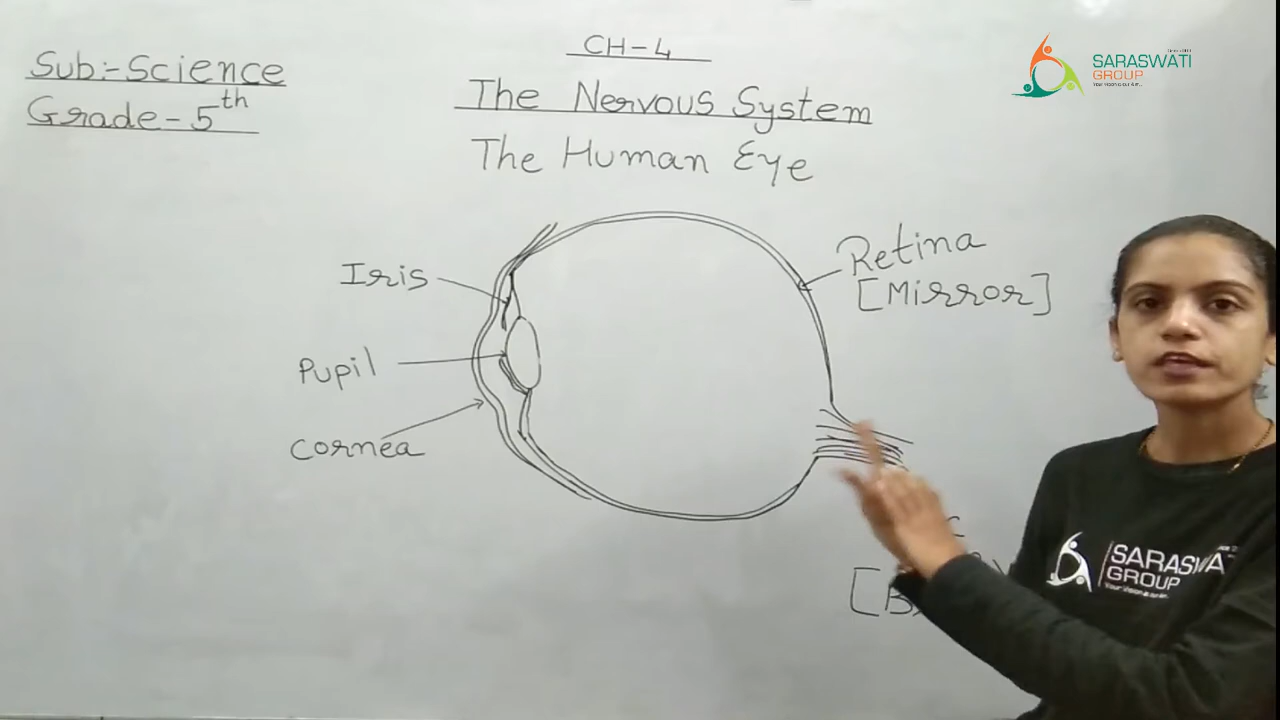 CH-4
Sub:- Science
Grade - 5th
The Nervous System
The Human Eye
Iris
Pupil
Cornea
Retina
[Mirror]
SARASWATI
GROUP
SARASWAT
GROUP